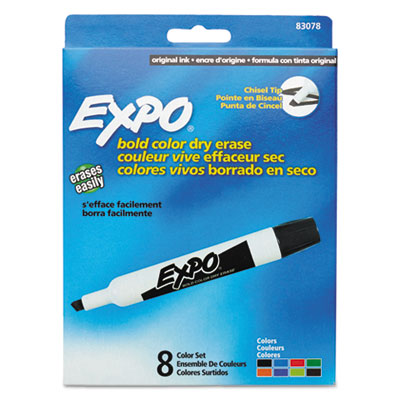 83078
original ink • encre d'origine • formula con tinta original
Chisel Tip
Pointe en Biseau
Punta de Cincel
EXPO®
bold color dry erase
couleur vive effaceur sec
colores vivos borrado en seco
erases
easily
s'efface facilement
borra facilmente
EXPO
BOLD COLOR DRY ERASE
8 Color Set
Ensemble De Couleurs
Colores Surtidos
Colors
Couleurs
Colores